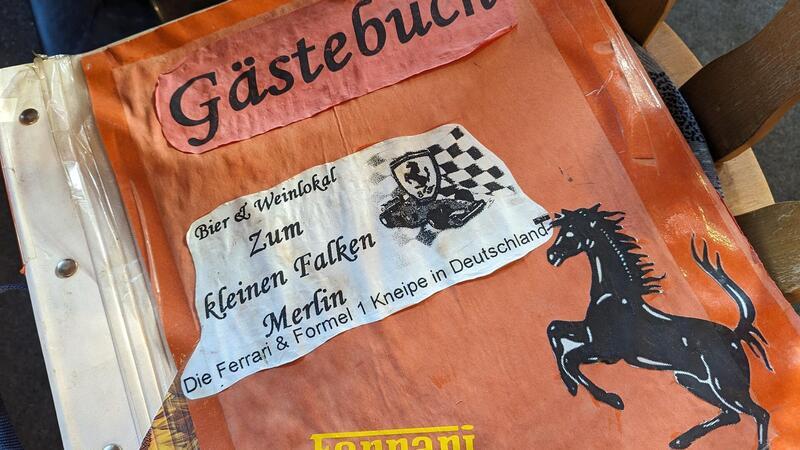 Gästebuch
Bier & Weinlokal
Zum
kleinen Falken
Merlin
Die Ferrari & Formel 1 Kneipe in Deutschland
Ferrari